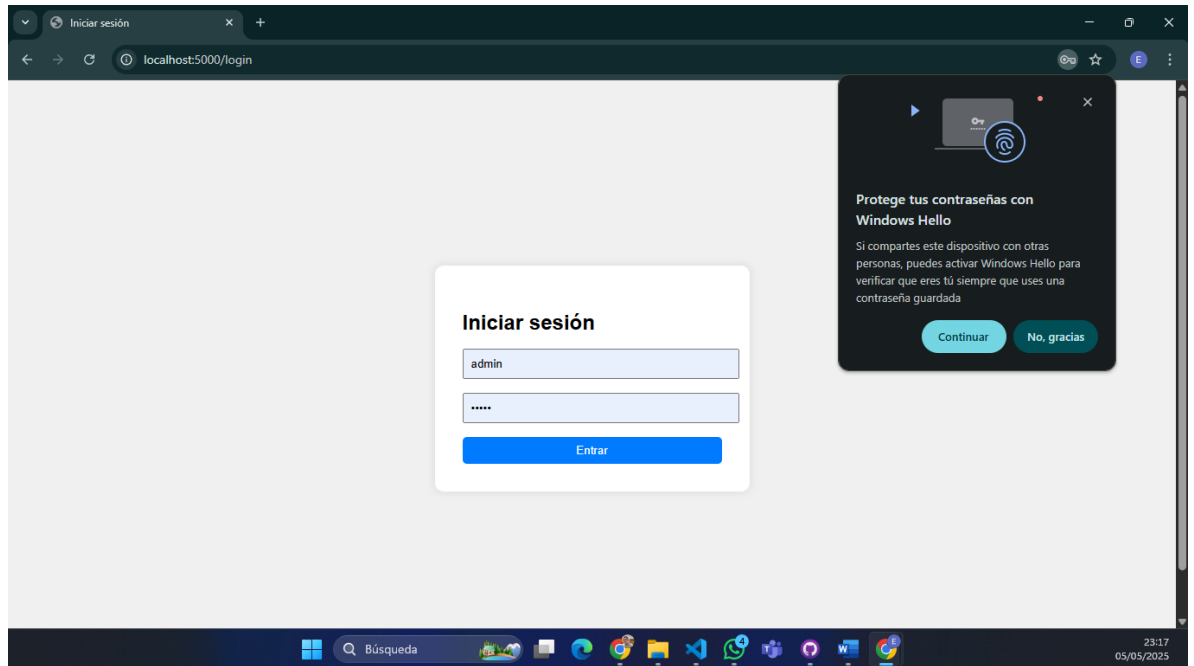 Iniciar sesión
localhost:5000/login
E
Protege tus contraseñas con
Windows Hello
Si compartes este dispositivo con otras
personas, puedes activar Windows Hello para
verificar que eres tú siempre que uses una
contraseña guardada
Continuar
No, gracias
Iniciar sesión
admin
•••••
Entrar
Búsqueda
23:17
05/05/2025